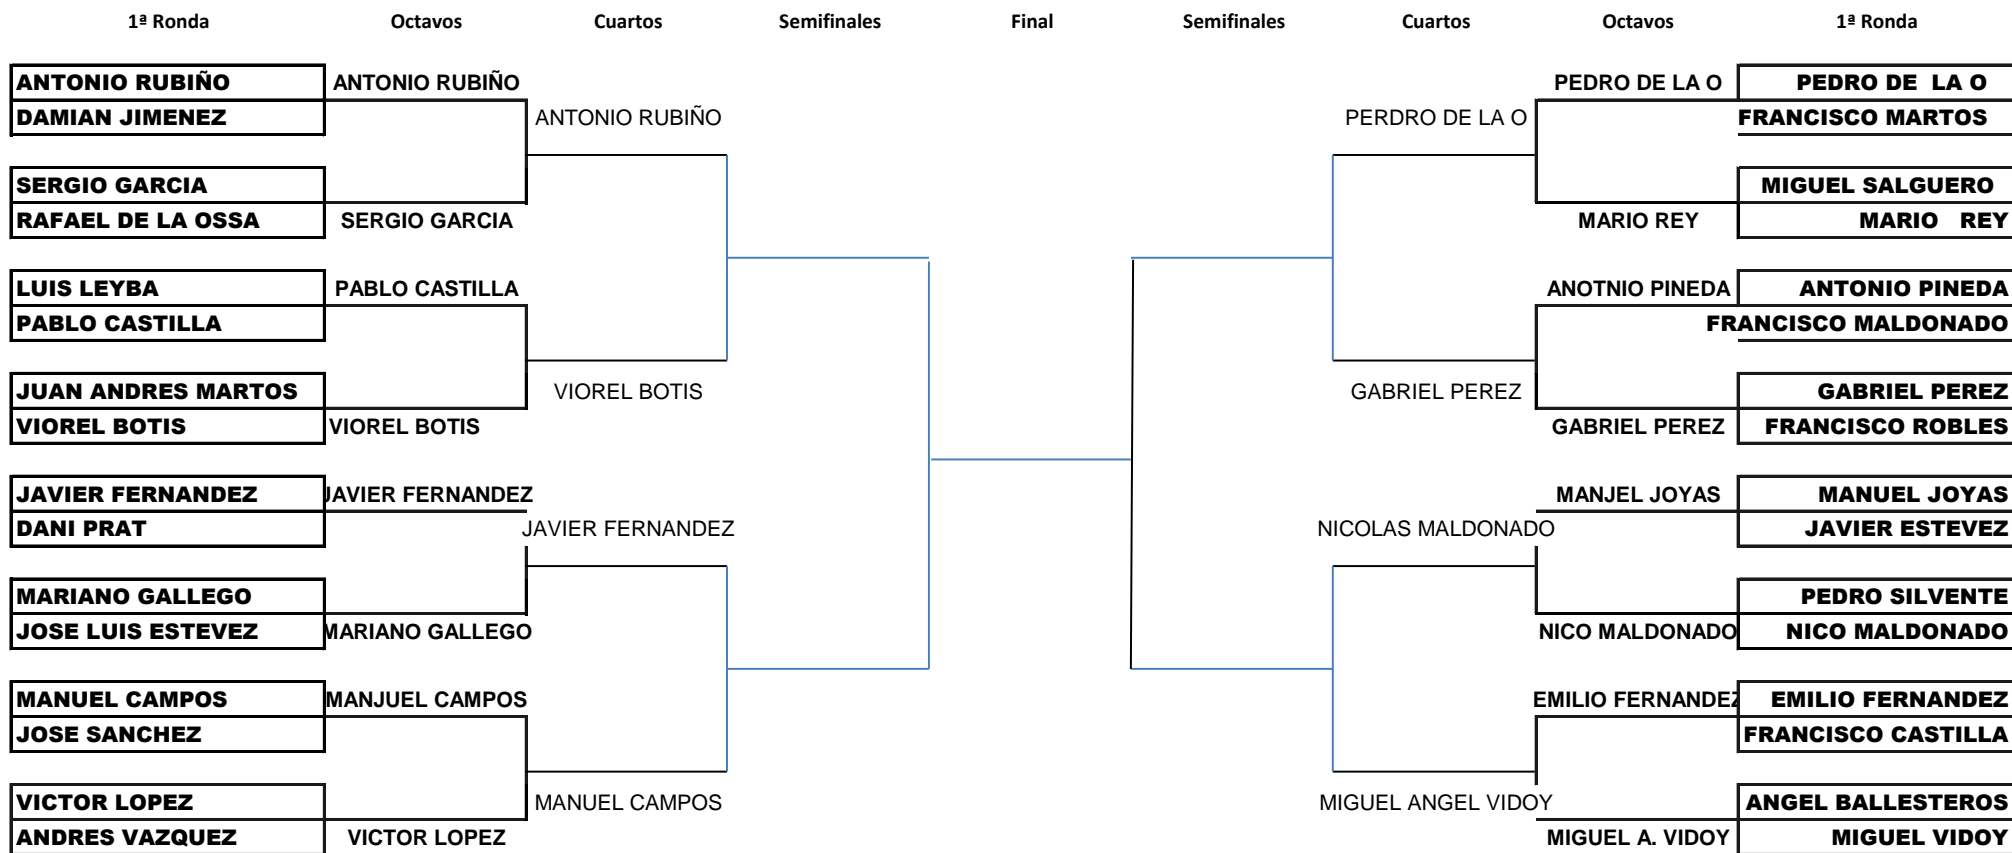 1ª Ronda Octavos Cuartos Semifinales Final Semifinales Cuartos Octavos 1ª Ronda
ANTONIO RUBIÑO ANTONIO RUBIÑO PEDRO DE LA O PEDRO DE LA O
DAMIAN JIMENEZ ANTONIO RUBIÑO PERDRO DE LA O FRANCISCO MARTOS
SERGIO GARCIA MIGUEL SALGUERO
RAFAEL DE LA OSSA SERGIO GARCIA MARIO REY MARIO REY
LUIS LEYBA PABLO CASTILLA ANOTNIO PINEDA ANTONIO PINEDA
PABLO CASTILLA FRANCISCO MALDONADO
JUAN ANDRES MARTOS VIOREL BOTIS GABRIEL PEREZ GABRIEL PEREZ
VIOREL BOTIS VIOREL BOTIS GABRIEL PEREZ FRANCISCO ROBLES
JAVIER FERNANDEZ JAVIER FERNANDEZ MANJEL JOYAS MANUEL JOYAS
DANI PRAT JAVIER FERNANDEZ NICOLAS MALDONADO JAVIER ESTEVEZ
MARIANO GALLEGO PEDRO SILVENTE
JOSE LUIS ESTEVEZ MARIANO GALLEGO NICO MALDONADO NICO MALDONADO
MANUEL CAMPOS MANJUEL CAMPOS EMILIO FERNANDEZ EMILIO FERNANDEZ
JOSE SANCHEZ FRANCISCO CASTILLA
VICTOR LOPEZ MANUEL CAMPOS MIGUEL ANGEL VIDOY ANGEL BALLESTEROS
ANDRES VAZQUEZ VICTOR LOPEZ MIGUEL A. VIDOY MIGUEL VIDOY